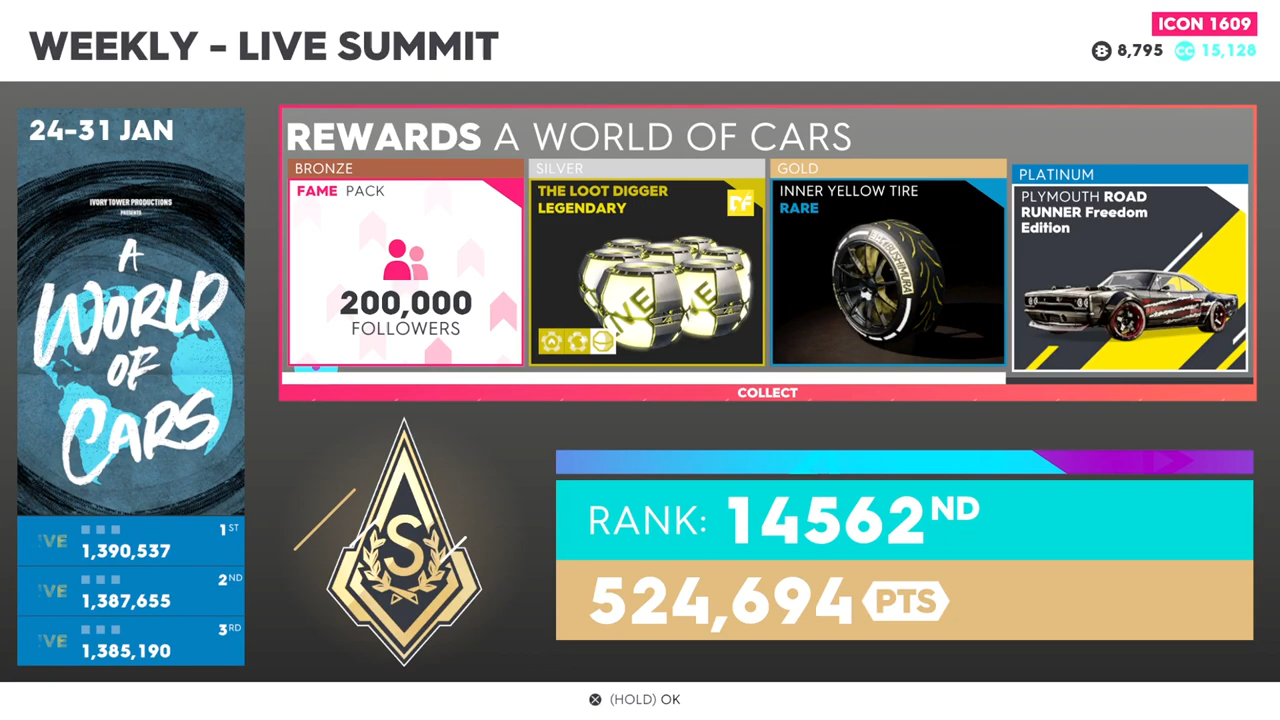 WEEKLY - LIVE SUMMIT
ICON 1609
8,795 CC 15,128
24-31 JAN
IVORY TOWER PRODUCTIONS
PRESENTS
A
WORLD
OF
CARS
1ST
1,390,537
2ND
1,387,655
3RD
1,385,190
REWARDS A WORLD OF CARS
BRONZE
FAME PACK
200,000
FOLLOWERS
SILVER
THE LOOT DIGGER
LEGENDARY
LIVE
GOLD
INNER YELLOW TIRE
RARE
PLATINUM
PLYMOUTH ROAD
RUNNER Freedom
Edition
COLLECT
S
RANK: 14562ND
524,694 PTS
(HOLD) OK